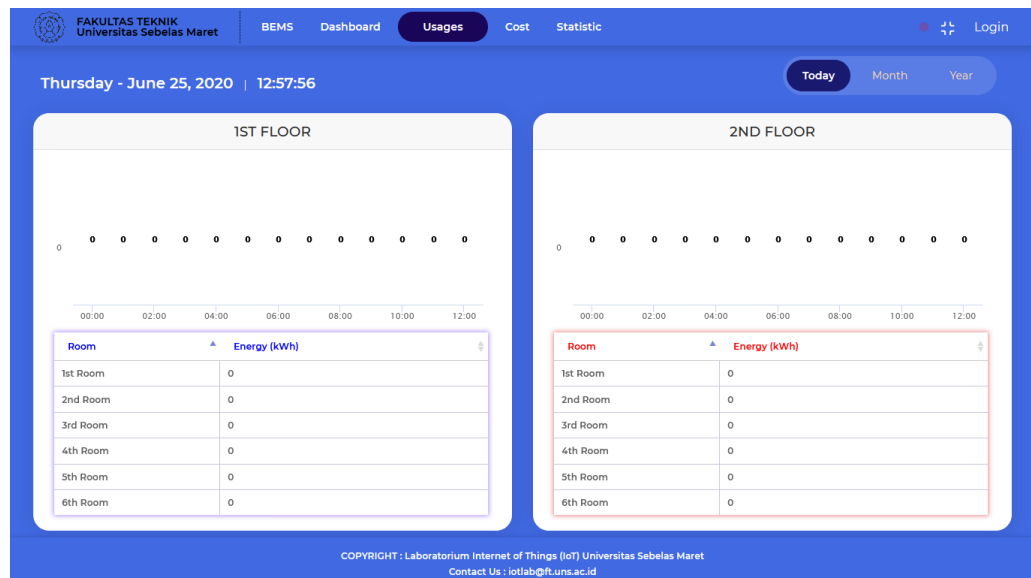 FAKULTAS TEKNIK
Universitas Sebelas Maret
BEMS Dashboard Usages Cost Statistic
Login
Thursday - June 25, 2020 | 12:57:56
Today Month Year
1ST FLOOR
0 0 0 0 0 0 0 0 0 0 0 0 0
0
00:00 02:00 04:00 06:00 08:00 10:00 12:00
Room Energy (kWh)
1st Room 0
2nd Room 0
3rd Room 0
4th Room 0
5th Room 0
6th Room 0
2ND FLOOR
0 0 0 0 0 0 0 0 0 0 0 0 0
0
00:00 02:00 04:00 06:00 08:00 10:00 12:00
Room Energy (kWh)
1st Room 0
2nd Room 0
3rd Room 0
4th Room 0
5th Room 0
6th Room 0
COPYRIGHT : Laboratorium Internet of Things (IoT) Universitas Sebelas Maret
Contact Us : iotlab@ft.uns.ac.id